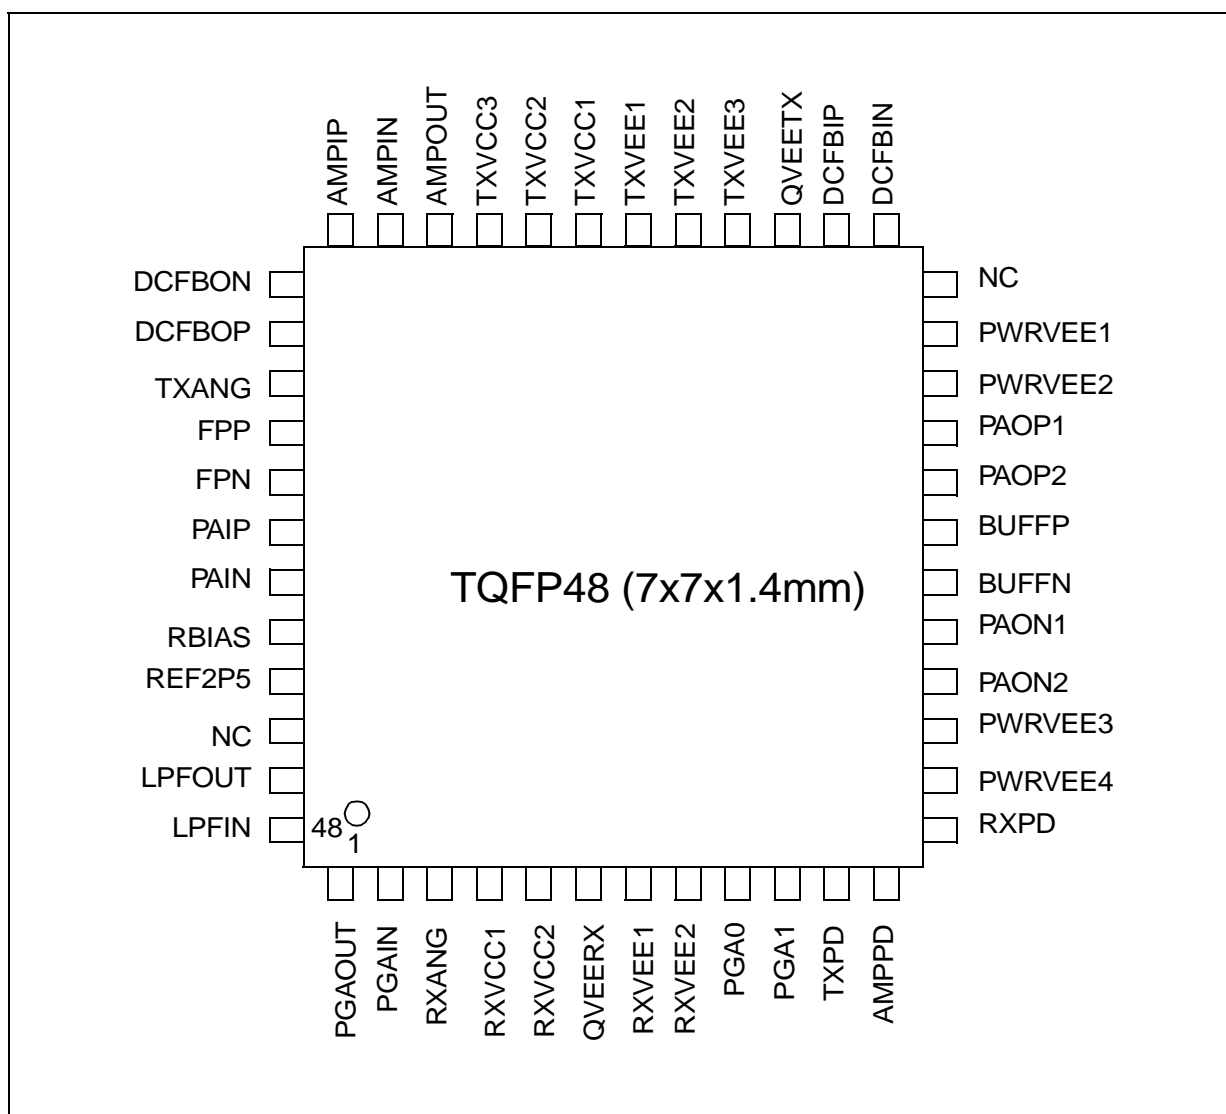 AMPIP
AMPIN
AMPOUT
TXVCC3
TXVCC2
TXVCC1
TXVEE1
TXVEE2
TXVEE3
QVEETX
DCFBIP
DCFBIN
DCFBON
DCFBOP
TXANG
FPP
FPN
PAIP
PAIN
RBIAS
REF2P5
NC
LPFOUT
LPFIN
TQFP48 (7x7x1.4mm)
48
1
NC
PWRVEE1
PWRVEE2
PAOP1
PAOP2
BUFFP
BUFFN
PAON1
PAON2
PWRVEE3
PWRVEE4
RXPD
PGAOUT
PGAIN
RXANG
RXVCC1
RXVCC2
QVEERX
RXVEE1
RXVEE2
PGA0
PGA1
TXPD
AMPPD